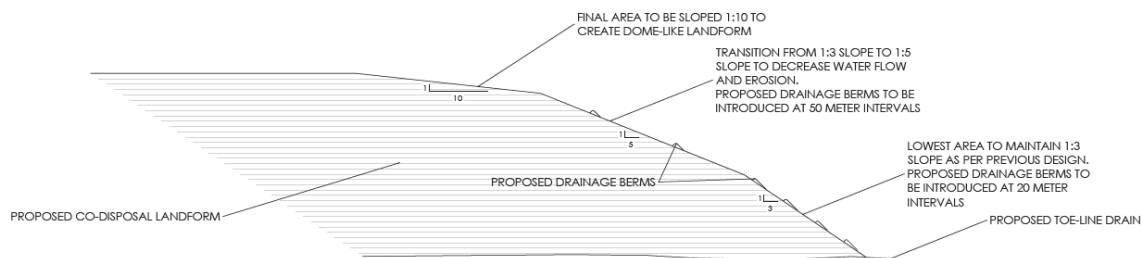 FINAL AREA TO BE SLOPED 1:10 TO
CREATE DOME-LIKE LANDFORM
TRANSITION FROM 1:3 SLOPE TO 1:5
SLOPE TO DECREASE WATER FLOW
AND EROSION.
PROPOSED DRAINAGE BERMS TO BE
INTRODUCED AT 50 METER INTERVALS
1
10
1
5
LOWEST AREA TO MAINTAIN 1:3
SLOPE AS PER PREVIOUS DESIGN.
PROPOSED DRAINAGE BERMS TO
BE INTRODUCED AT 20 METER
INTERVALS
PROPOSED DRAINAGE BERMS
1
3
PROPOSED CO-DISPOSAL LANDFORM
PROPOSED TOE-LINE DRAIN